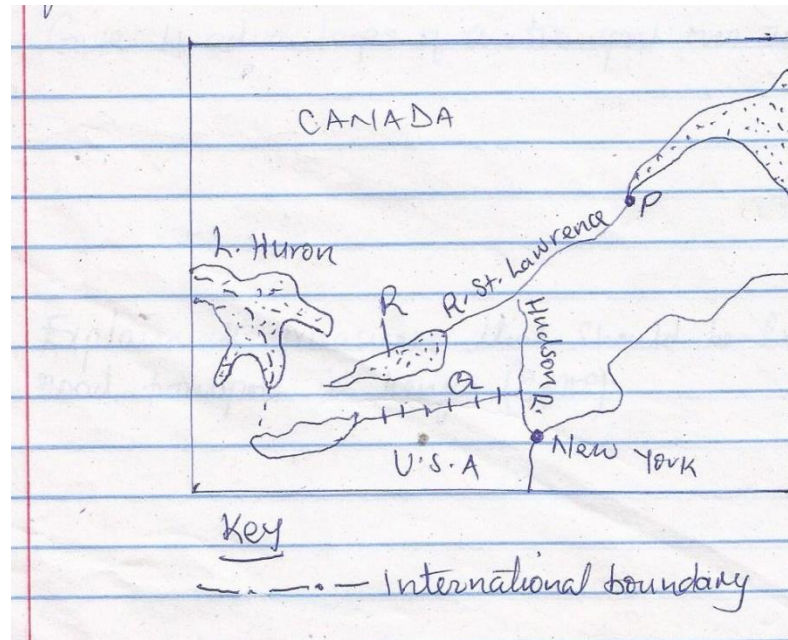 CANADA
L. Huron
R
R. St. Lawrence
P
Hudson R.
Q
New York
U.S.A
Key
International boundary